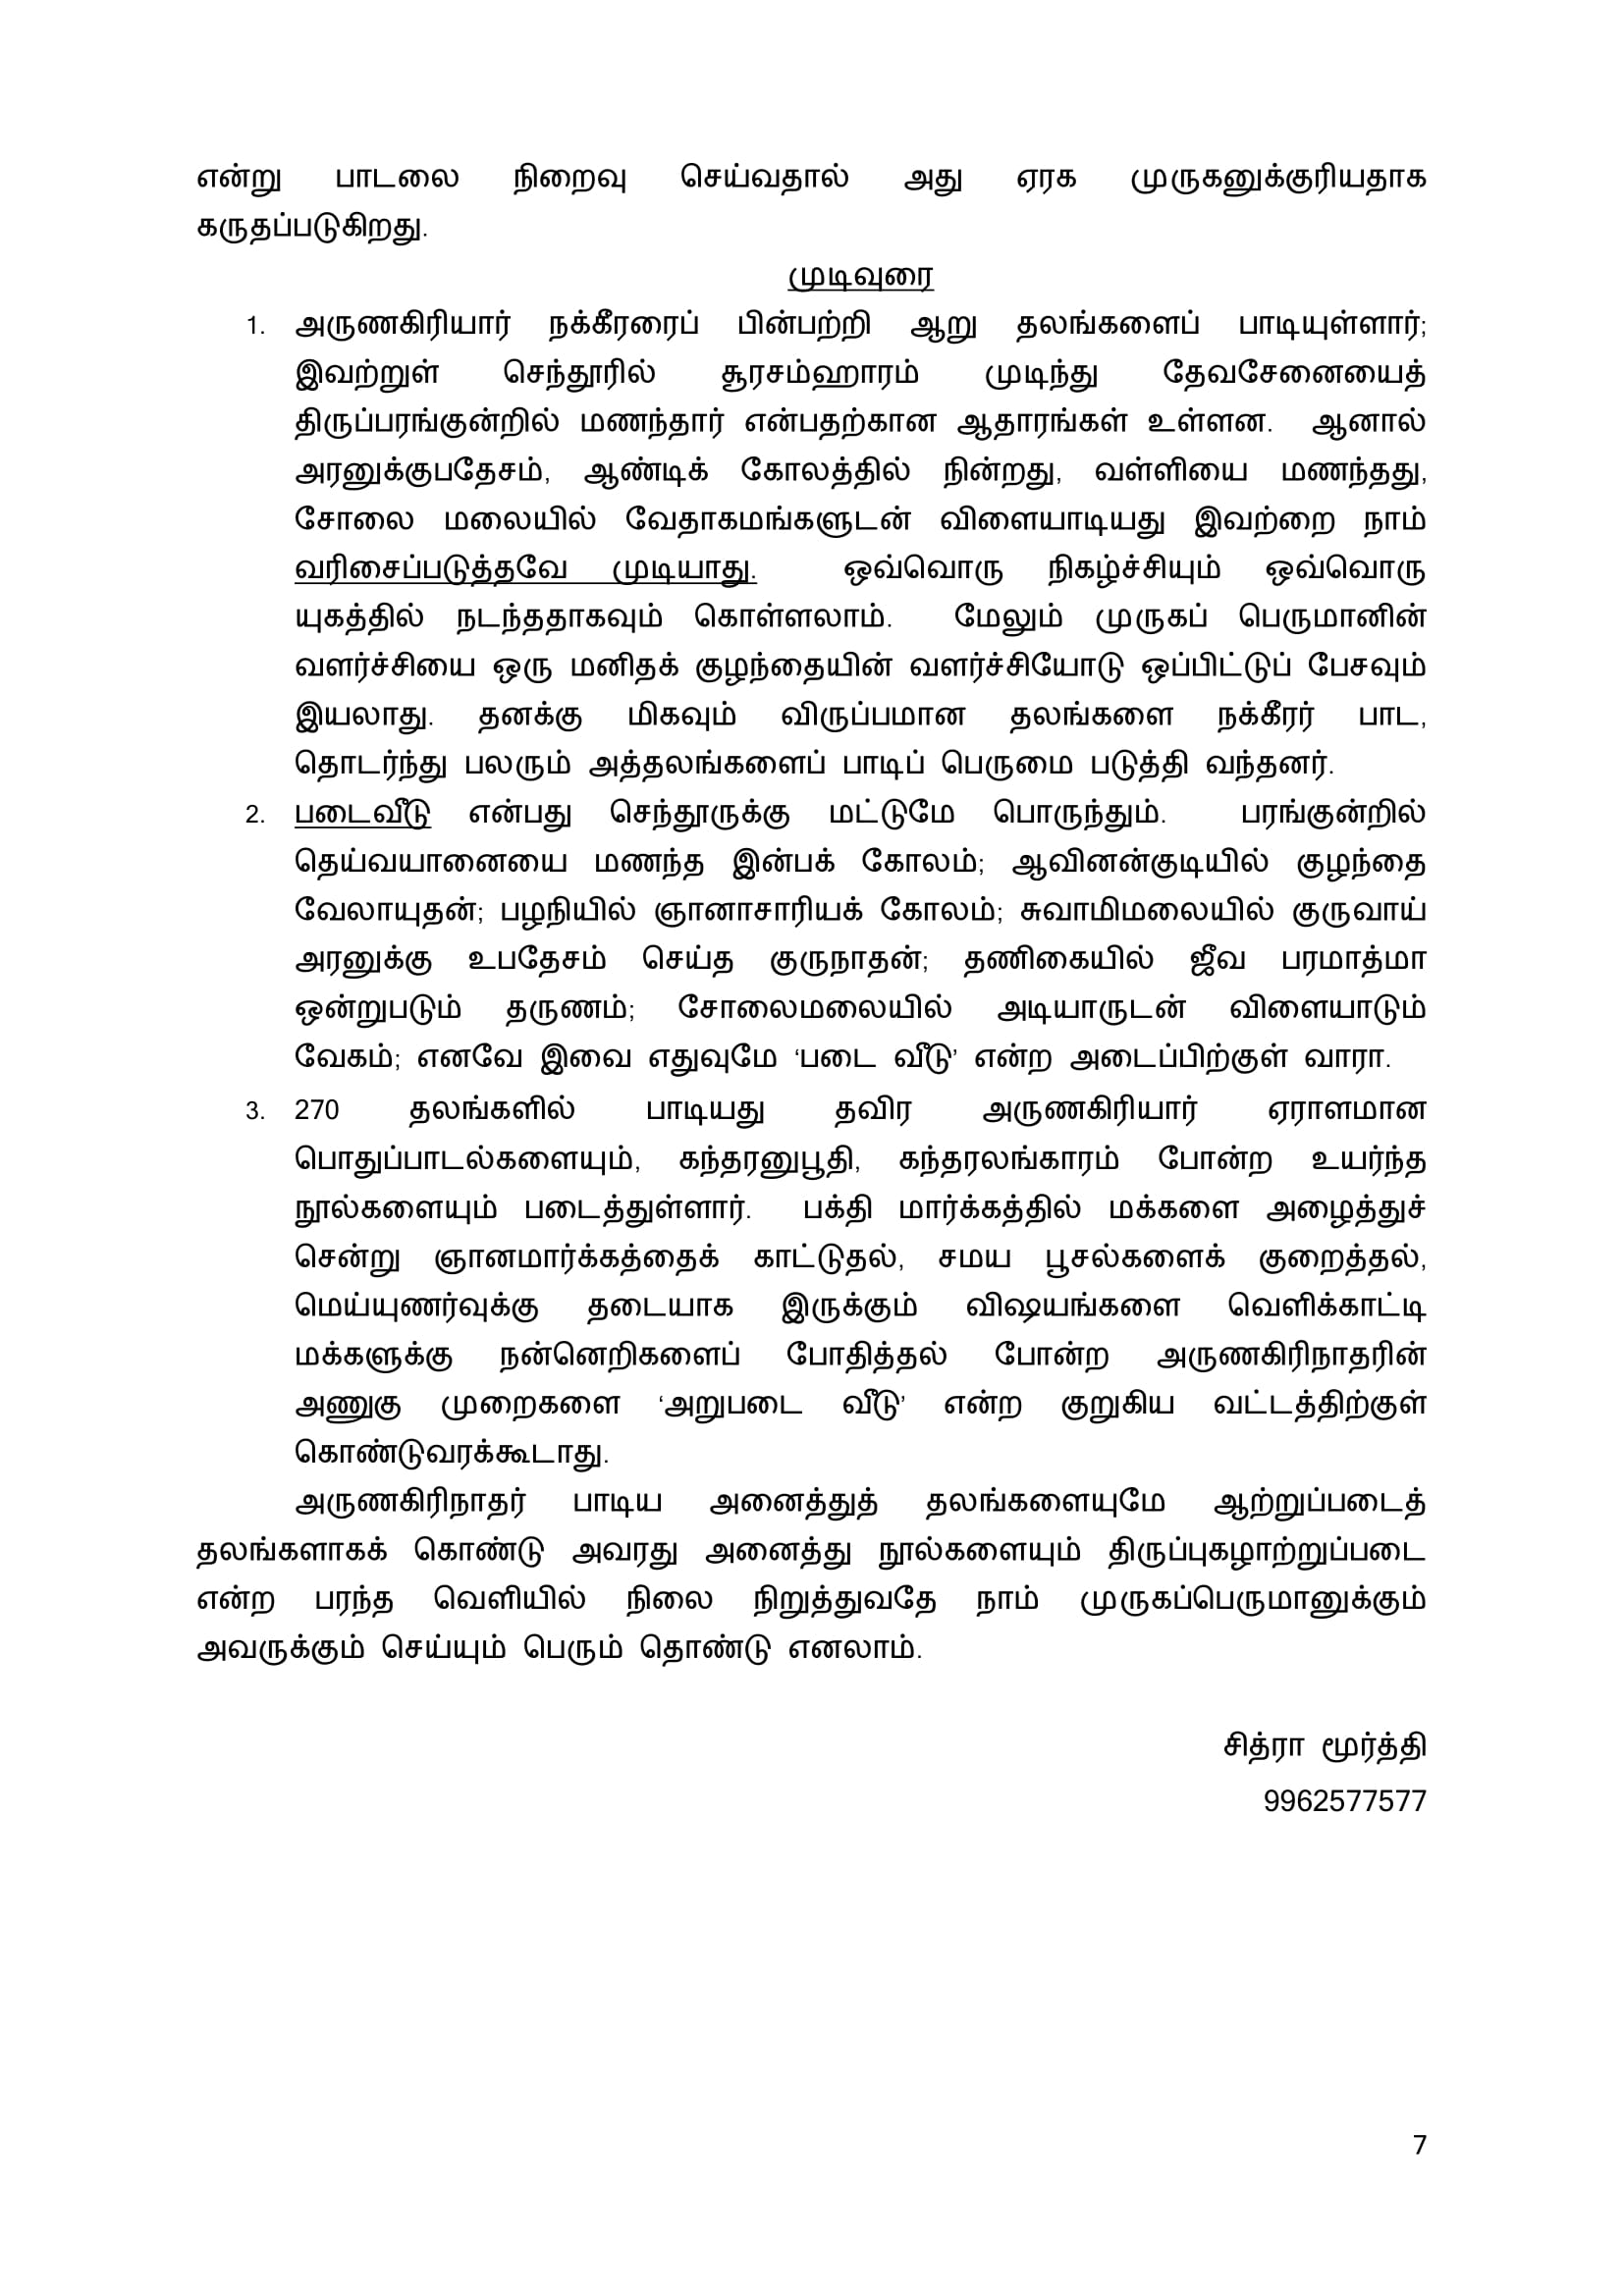 என்று பாடலை நிறைவு செய்வதால் அது ஏரக முருகனுக்குரியதாக
கருதப்படுகிறது.
முடிவுரை
1. அருணகிரியார் நக்கீரரைப் பின்பற்றி ஆறு தலங்களைப் பாடியுள்ளார்;
இவற்றுள் செந்தூரில் சூரசம்ஹாரம் முடிந்து தேவசேனையைத்
திருப்பரங்குன்றில் மணந்தார் என்பதற்கான ஆதாரங்கள் உள்ளன. ஆனால்
அரனுக்குபதேசம், ஆண்டிக் கோலத்தில் நின்றது, வள்ளியை மணந்தது,
சோலை மலையில் வேதாகமங்களுடன் விளையாடியது இவற்றை நாம்
வரிசைப்படுத்தவே முடியாது. ஒவ்வொரு நிகழ்ச்சியும் ஒவ்வொரு
யுகத்தில் நடந்ததாகவும் கொள்ளலாம். மேலும் முருகப் பெருமானின்
வளர்ச்சியை ஒரு மனிதக் குழந்தையின் வளர்ச்சியோடு ஒப்பிட்டுப் பேசவும்
இயலாது. தனக்கு மிகவும் விருப்பமான தலங்களை நக்கீரர் பாட,
தொடர்ந்து பலரும் அத்தலங்களைப் பாடிப் பெருமை படுத்தி வந்தனர்.
2. படைவீடு என்பது செந்தூருக்கு மட்டுமே பொருந்தும். பரங்குன்றில்
தெய்வயானையை மணந்த இன்பக் கோலம்; ஆவினன்குடியில் குழந்தை
வேலாயுதன்; பழநியில் ஞானாசாரியக் கோலம்; சுவாமிமலையில் குருவாய்
அரனுக்கு உபதேசம் செய்த குருநாதன்; தணிகையில் ஜீவ பரமாத்மா
ஒன்றுபடும் தருணம்; சோலைமலையில் அடியாருடன் விளையாடும்
வேகம்; எனவே இவை எதுவுமே ‘படை வீடு’ என்ற அடைப்பிற்குள் வாரா.
3. 270 தலங்களில் பாடியது தவிர அருணகிரியார் ஏராளமான
பொதுப்பாடல்களையும், கந்தரனுபூதி, கந்தரலங்காரம் போன்ற உயர்ந்த
நூல்களையும் படைத்துள்ளார். பக்தி மார்க்கத்தில் மக்களை அழைத்துச்
சென்று ஞானமார்க்கத்தைக் காட்டுதல், சமய பூசல்களைக் குறைத்தல்,
மெய்யுணர்வுக்கு தடையாக இருக்கும் விஷயங்களை வெளிக்காட்டி
மக்களுக்கு நன்னெறிகளைப் போதித்தல் போன்ற அருணகிரிநாதரின்
அணுகு முறைகளை ‘அறுபடை வீடு’ என்ற குறுகிய வட்டத்திற்குள்
கொண்டுவரக்கூடாது.
அருணகிரிநாதர் பாடிய அனைத்துத் தலங்களையுமே ஆற்றுப்படைத்
தலங்களாகக் கொண்டு அவரது அனைத்து நூல்களையும் திருப்புகழாற்றுப்படை
என்ற பரந்த வெளியில் நிலை நிறுத்துவதே நாம் முருகப்பெருமானுக்கும்
அவருக்கும் செய்யும் பெரும் தொண்டு எனலாம்.
சித்ரா மூர்த்தி
9962577577
7